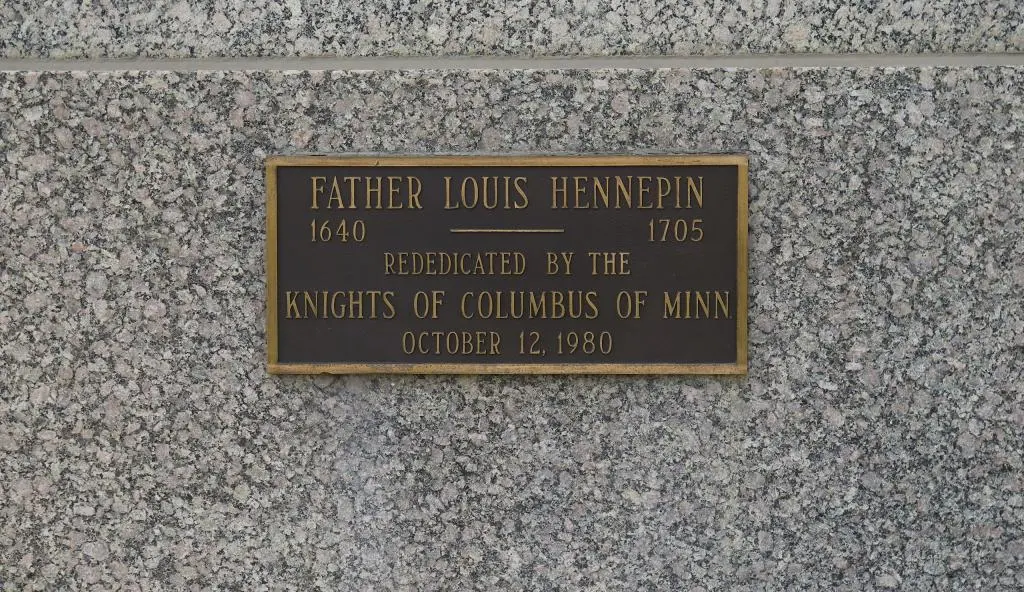 FATHER LOUIS HENNEPIN
1640 1705
REDEDICATED BY THE
KNIGHTS OF COLUMBUS OF MINN.
OCTOBER 12, 1980